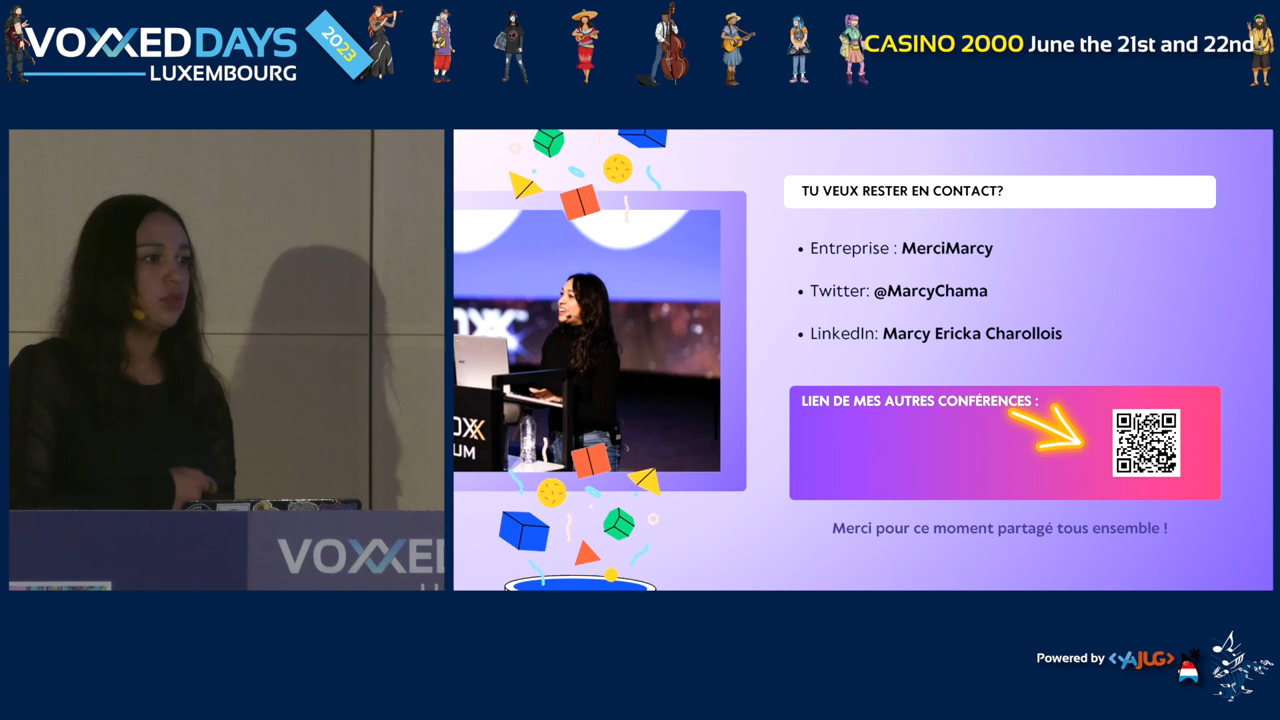 VOXXED DAYS
LUXEMBOURG
2023
CASINO 2000 June the 21st and 22nd
TU VEUX RESTER EN CONTACT?
• Entreprise : MerciMarcy
• Twitter: @MarcyChama
• LinkedIn: Marcy Ericka Charollois
LIEN DE MES AUTRES CONFÉRENCES :
Merci pour ce moment partagé tous ensemble !
VOXXED
Powered by <YAJUG>